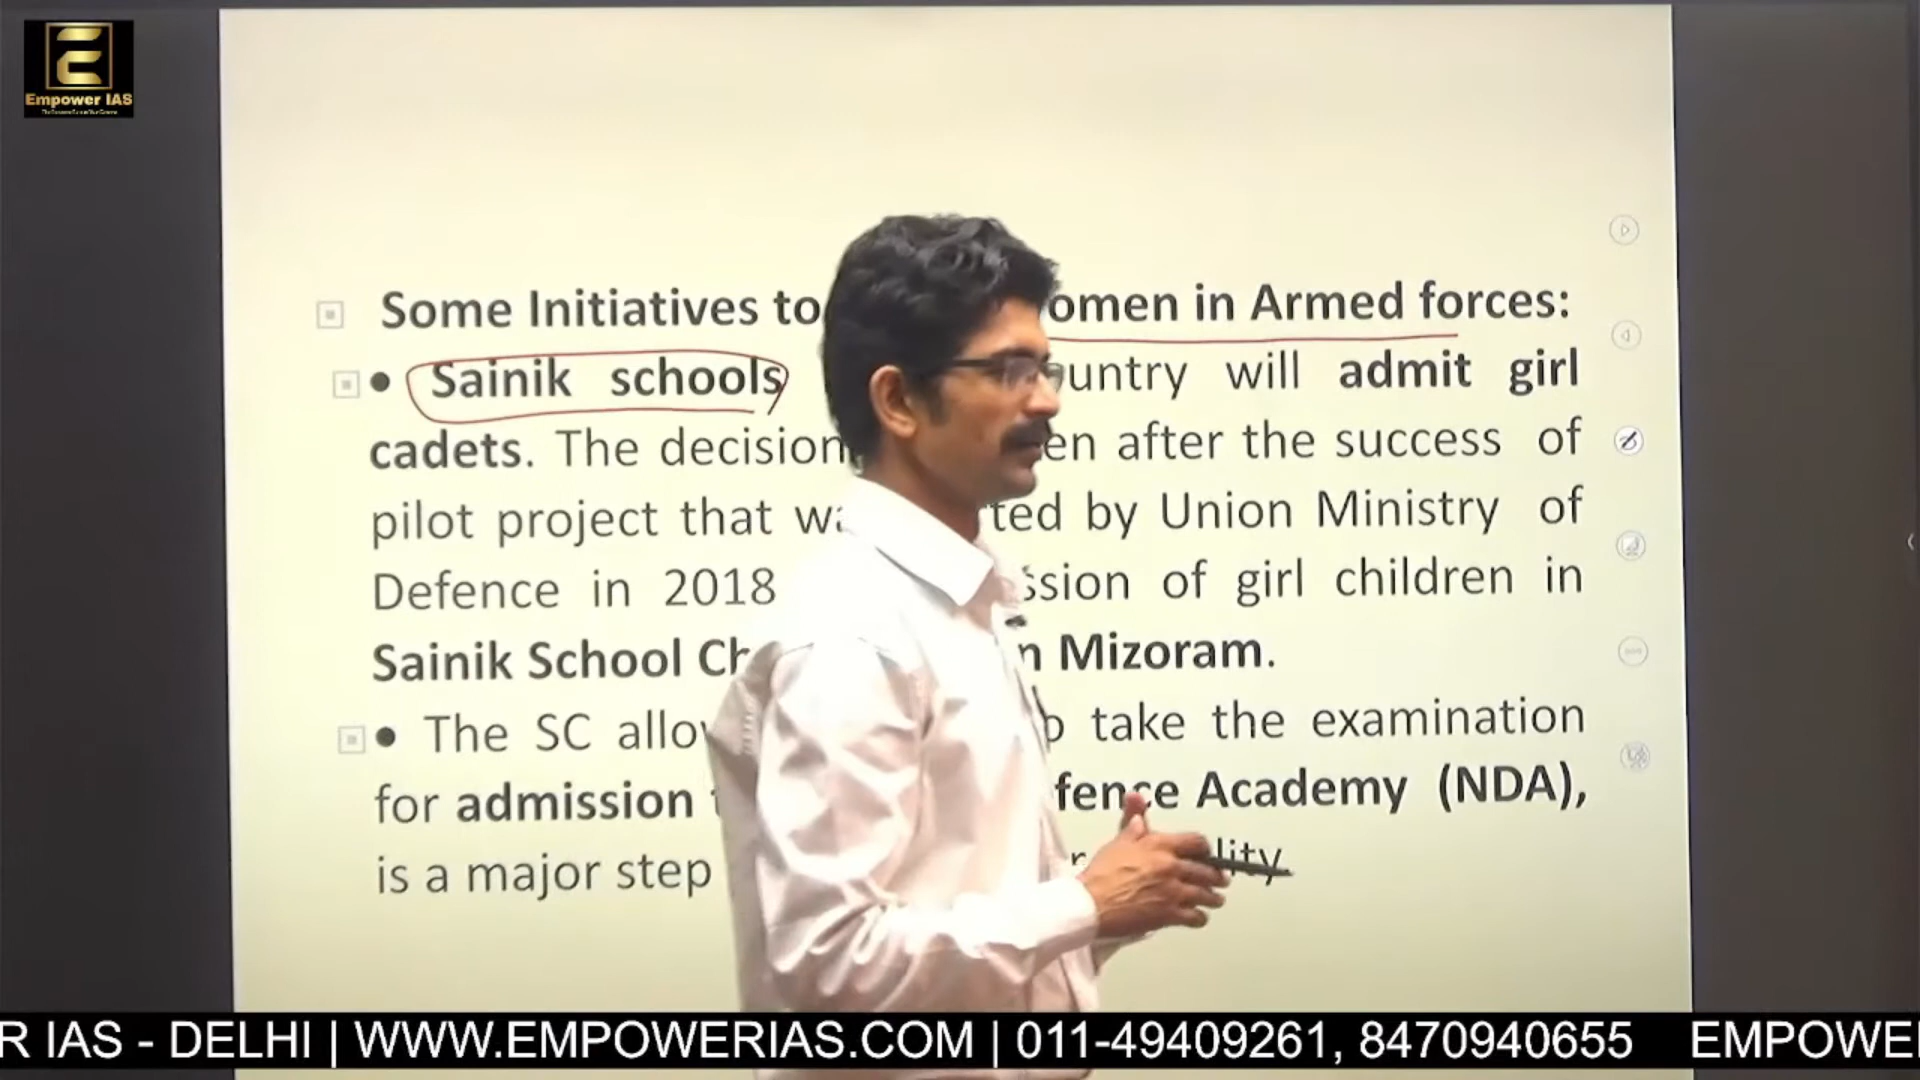 Empower IAS
Some Initiatives to omen in Armed forces:
• Sainik schools untry will admit girl
cadets. The decision en after the success of
pilot project that wa ted by Union Ministry of
Defence in 2018 ssion of girl children in
Sainik School Ch n Mizoram.
• The SC allow o take the examination
for admission fence Academy (NDA),
is a major step r lity
R IAS - DELHI | WWW.EMPOWERIAS.COM | 011-49409261, 8470940655 EMPOWE